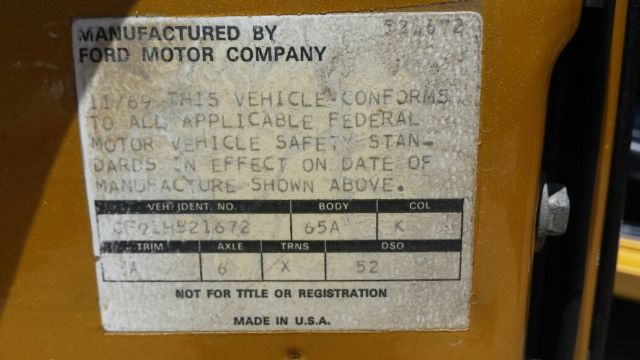 MANUFACTURED BY
FORD MOTOR COMPANY
11/69 THIS VEHICLE CONFORMS
TO ALL APPLICABLE FEDERAL
MOTOR VEHICLE SAFETY STAN-
DARDS IN EFFECT ON DATE OF
MANUFACTURE SHOWN ABOVE.
VEH. IDENT. NO. BODY COL
65A K
TRIM AXLE TRNS DSO
6 X 52
NOT FOR TITLE OR REGISTRATION
MADE IN U.S.A.